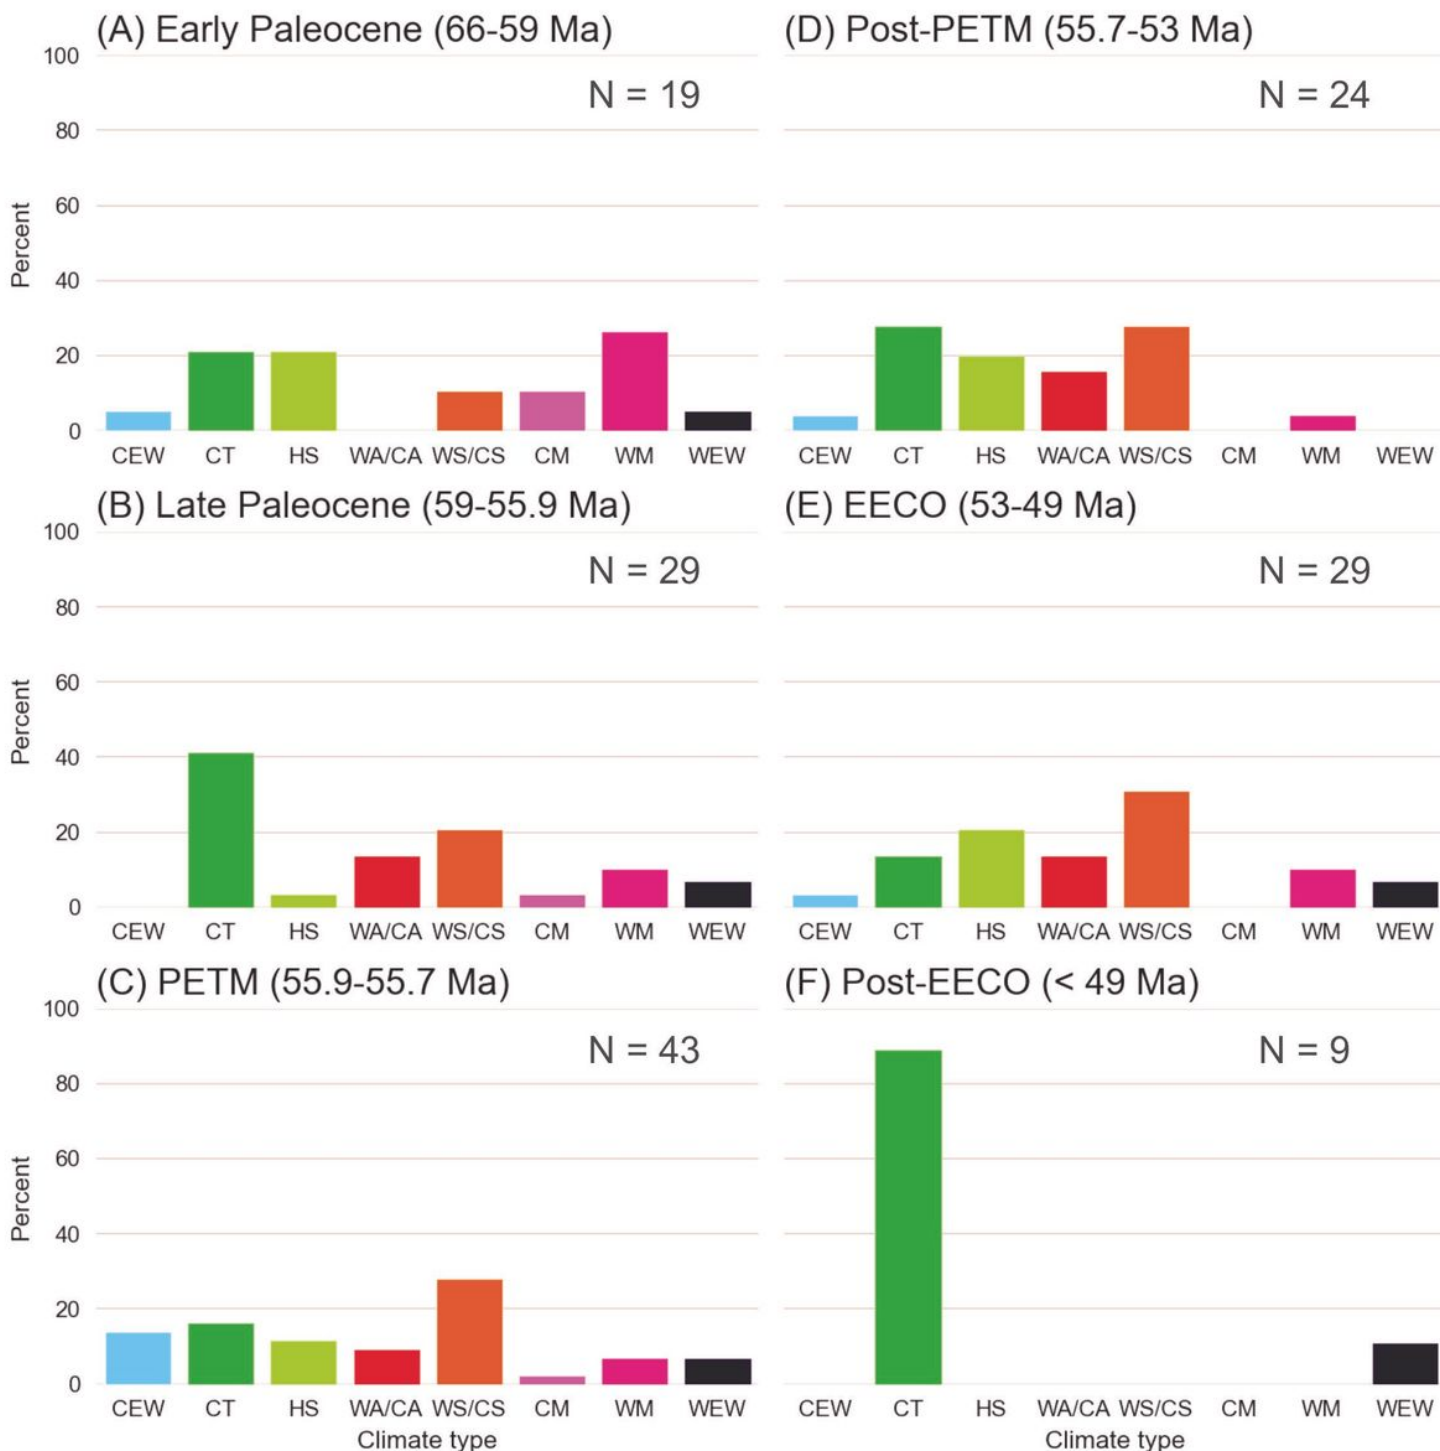 (A) Early Paleocene (66-59 Ma)
N = 19
100
80
60
40
20
0
Percent
CEW CT HS WA/CA WS/CS CM WM WEW
(D) Post-PETM (55.7-53 Ma)
N = 24
CEW CT HS WA/CA WS/CS CM WM WEW
(B) Late Paleocene (59-55.9 Ma)
N = 29
100
80
60
40
20
0
Percent
CEW CT HS WA/CA WS/CS CM WM WEW
(E) EECO (53-49 Ma)
N = 29
CEW CT HS WA/CA WS/CS CM WM WEW
(C) PETM (55.9-55.7 Ma)
N = 43
100
80
60
40
20
0
Percent
CEW CT HS WA/CA WS/CS CM WM WEW
Climate type
(F) Post-EECO (< 49 Ma)
N = 9
CEW CT HS WA/CA WS/CS CM WM WEW
Climate type